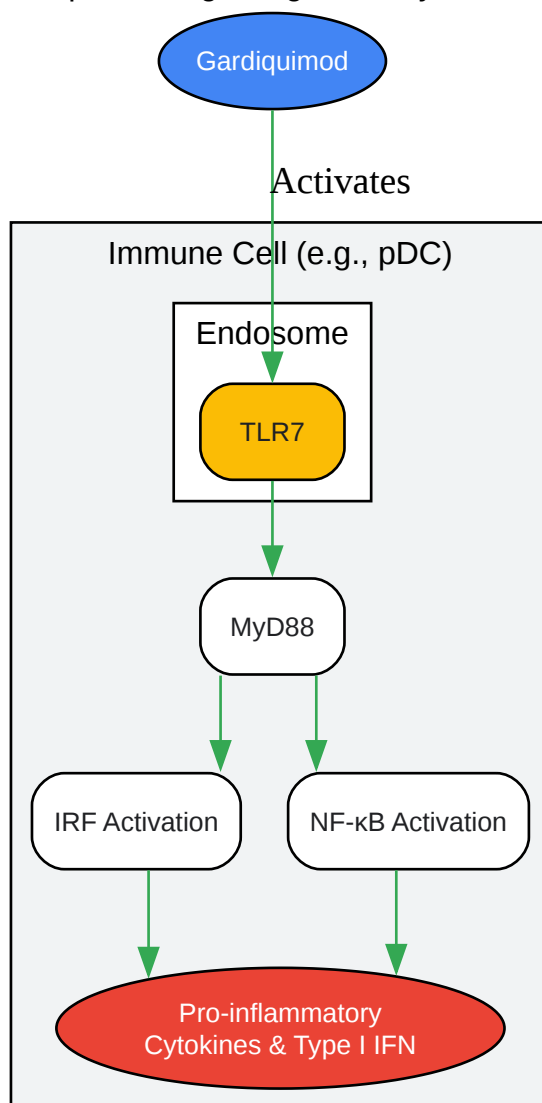 Gardiquimod
Activates
Immune Cell (e.g., pDC)
Endosome
TLR7
MyD88
IRF Activation
NF-κB Activation
Pro-inflammatory
Cytokines & Type I IFN